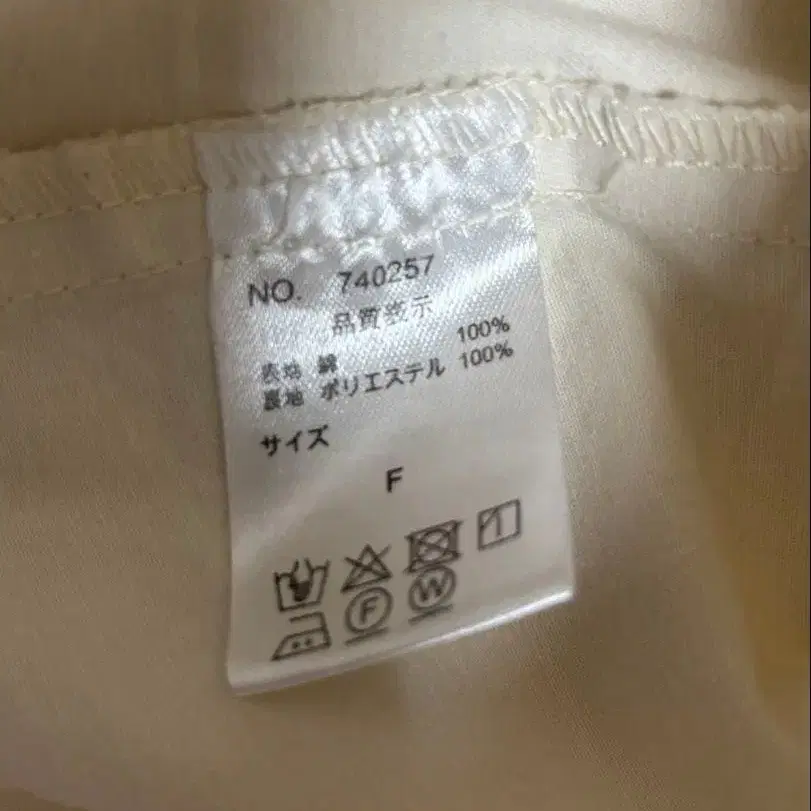 NO. 740257
品質表示
表地 綿 100%
裏地 ポリエステル 100%
サイズ
F
F W